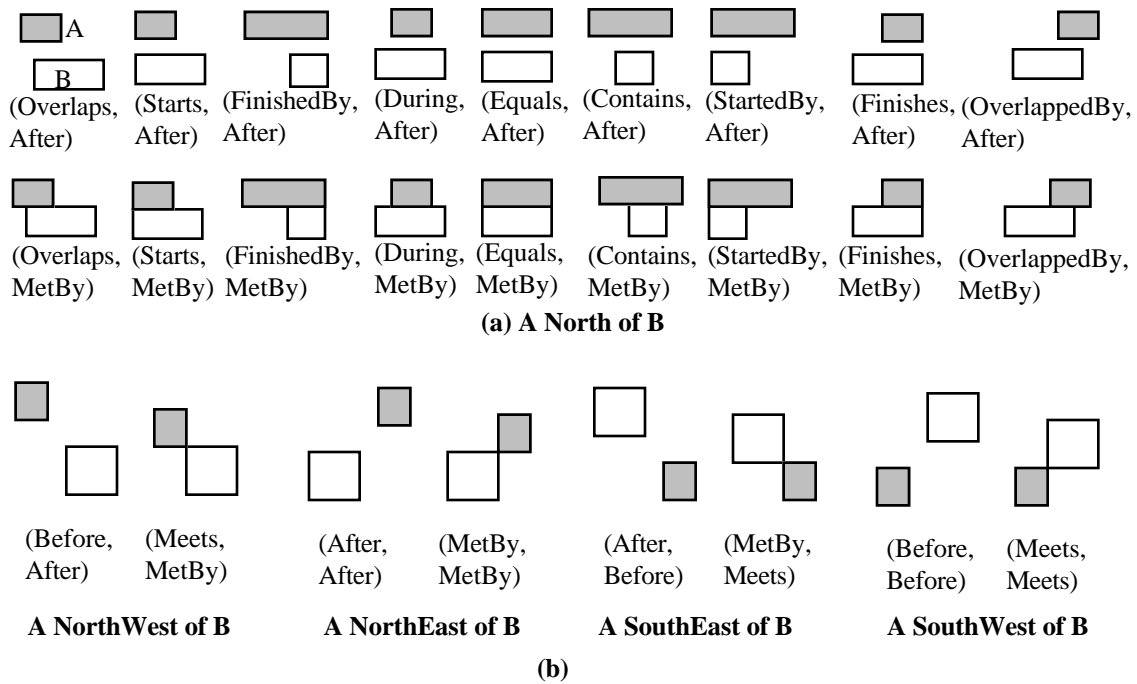 A
B
(Overlaps, (Starts, (FinishedBy, (During, (Equals, (Contains, (StartedBy, (Finishes, (OverlappedBy,
After) After) After) After) After) After) After) After) After)
(Overlaps, (Starts, (FinishedBy, (During, (Equals, (Contains, (StartedBy, (Finishes, (OverlappedBy,
MetBy) MetBy) MetBy) MetBy) MetBy) MetBy) MetBy) MetBy) MetBy)
(a) A North of B
(Before, (Meets, (After, (MetBy, (After, (MetBy, (Before, (Meets,
After) MetBy) After) MetBy) Before) Meets) Before) Meets)
A NorthWest of B A NorthEast of B A SouthEast of B A SouthWest of B
(b)